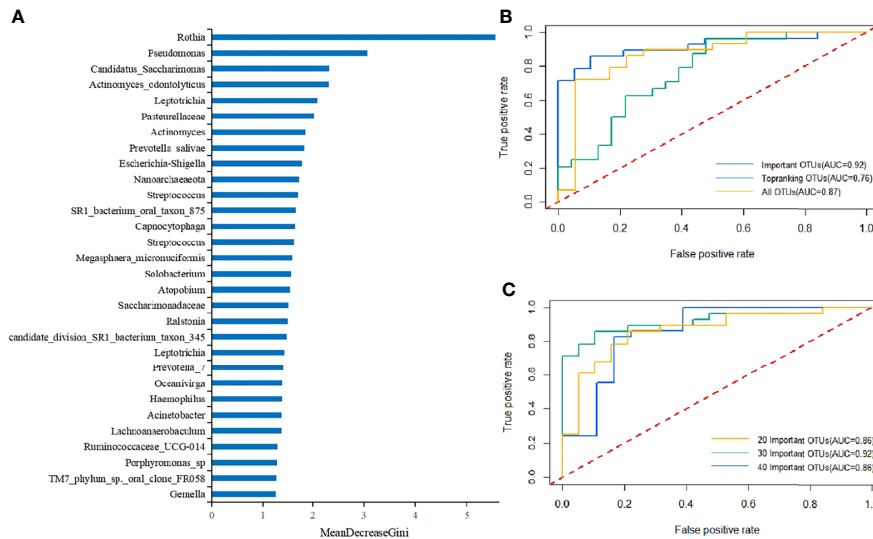 A
Rothia
Pseudomonas
Candidatus_Saccharimonas
Actinomyces_odontolyticus
Leptotrichia
Pasteurellaceae
Actinomyces
Prevotella_salivae
Escherichia-Shigella
Nanoarchaeaeota
Streptococcus
SR1_bacterium_oral_taxon_875
Capnocytophaga
Streptococcus
Megasphaera_micronuciformis
Solobacterium
Atopobium
Saccharimonadaceae
Ralstonia
candidate_division_SR1_bacterium_taxon_345
Leptotrichia
Prevotella_7
Oceanivirga
Haemophilus
Acinetobacter
Lachnoanaerobaculum
Ruminococcaceae_UCG-014
Porphyromonas_sp
TM7_phylum_sp._oral_clone_FR058
Gemella
0 1 2 3 4 5 6
MeanDecreaseGini
B
True positive rate
1.0
0.8
0.6
0.4
0.2
0.0
Important OTUs(AUC=0.92)
Topranking OTUs(AUC=0.76)
All OTUs(AUC=0.87)
0.0 0.2 0.4 0.6 0.8 1.0
False positive rate
C
True positive rate
1.0
0.8
0.6
0.4
0.2
0.0
20 Important OTUs(AUC=0.86)
30 Important OTUs(AUC=0.92)
40 Important OTUs(AUC=0.86)
0.0 0.2 0.4 0.6 0.8 1.0
False positive rate